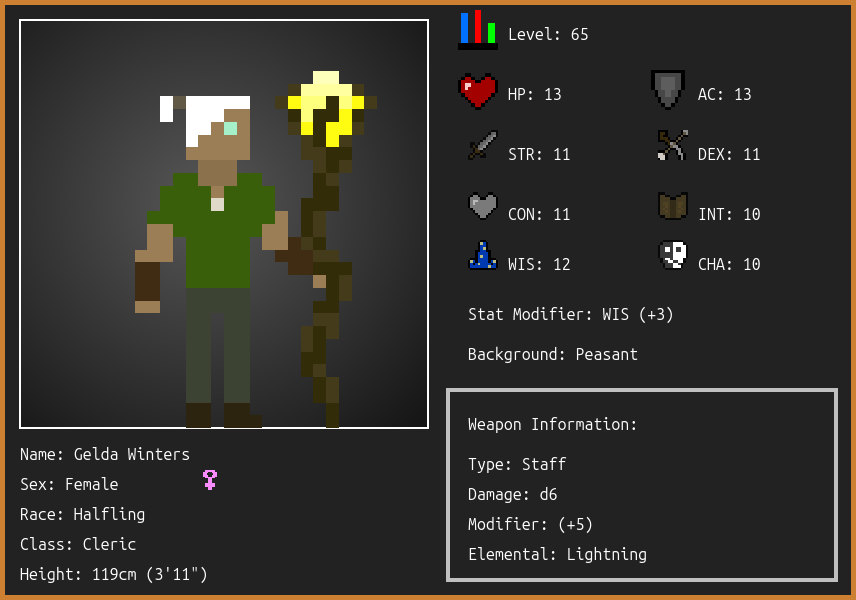 Level: 65
HP: 13 AC: 13
STR: 11 DEX: 11
CON: 11 INT: 10
WIS: 12 CHA: 10
Stat Modifier: WIS (+3)
Background: Peasant
Weapon Information:
Type: Staff
Damage: d6
Modifier: (+5)
Elemental: Lightning
Name: Gelda Winters
Sex: Female
Race: Halfling
Class: Cleric
Height: 119cm (3'11")